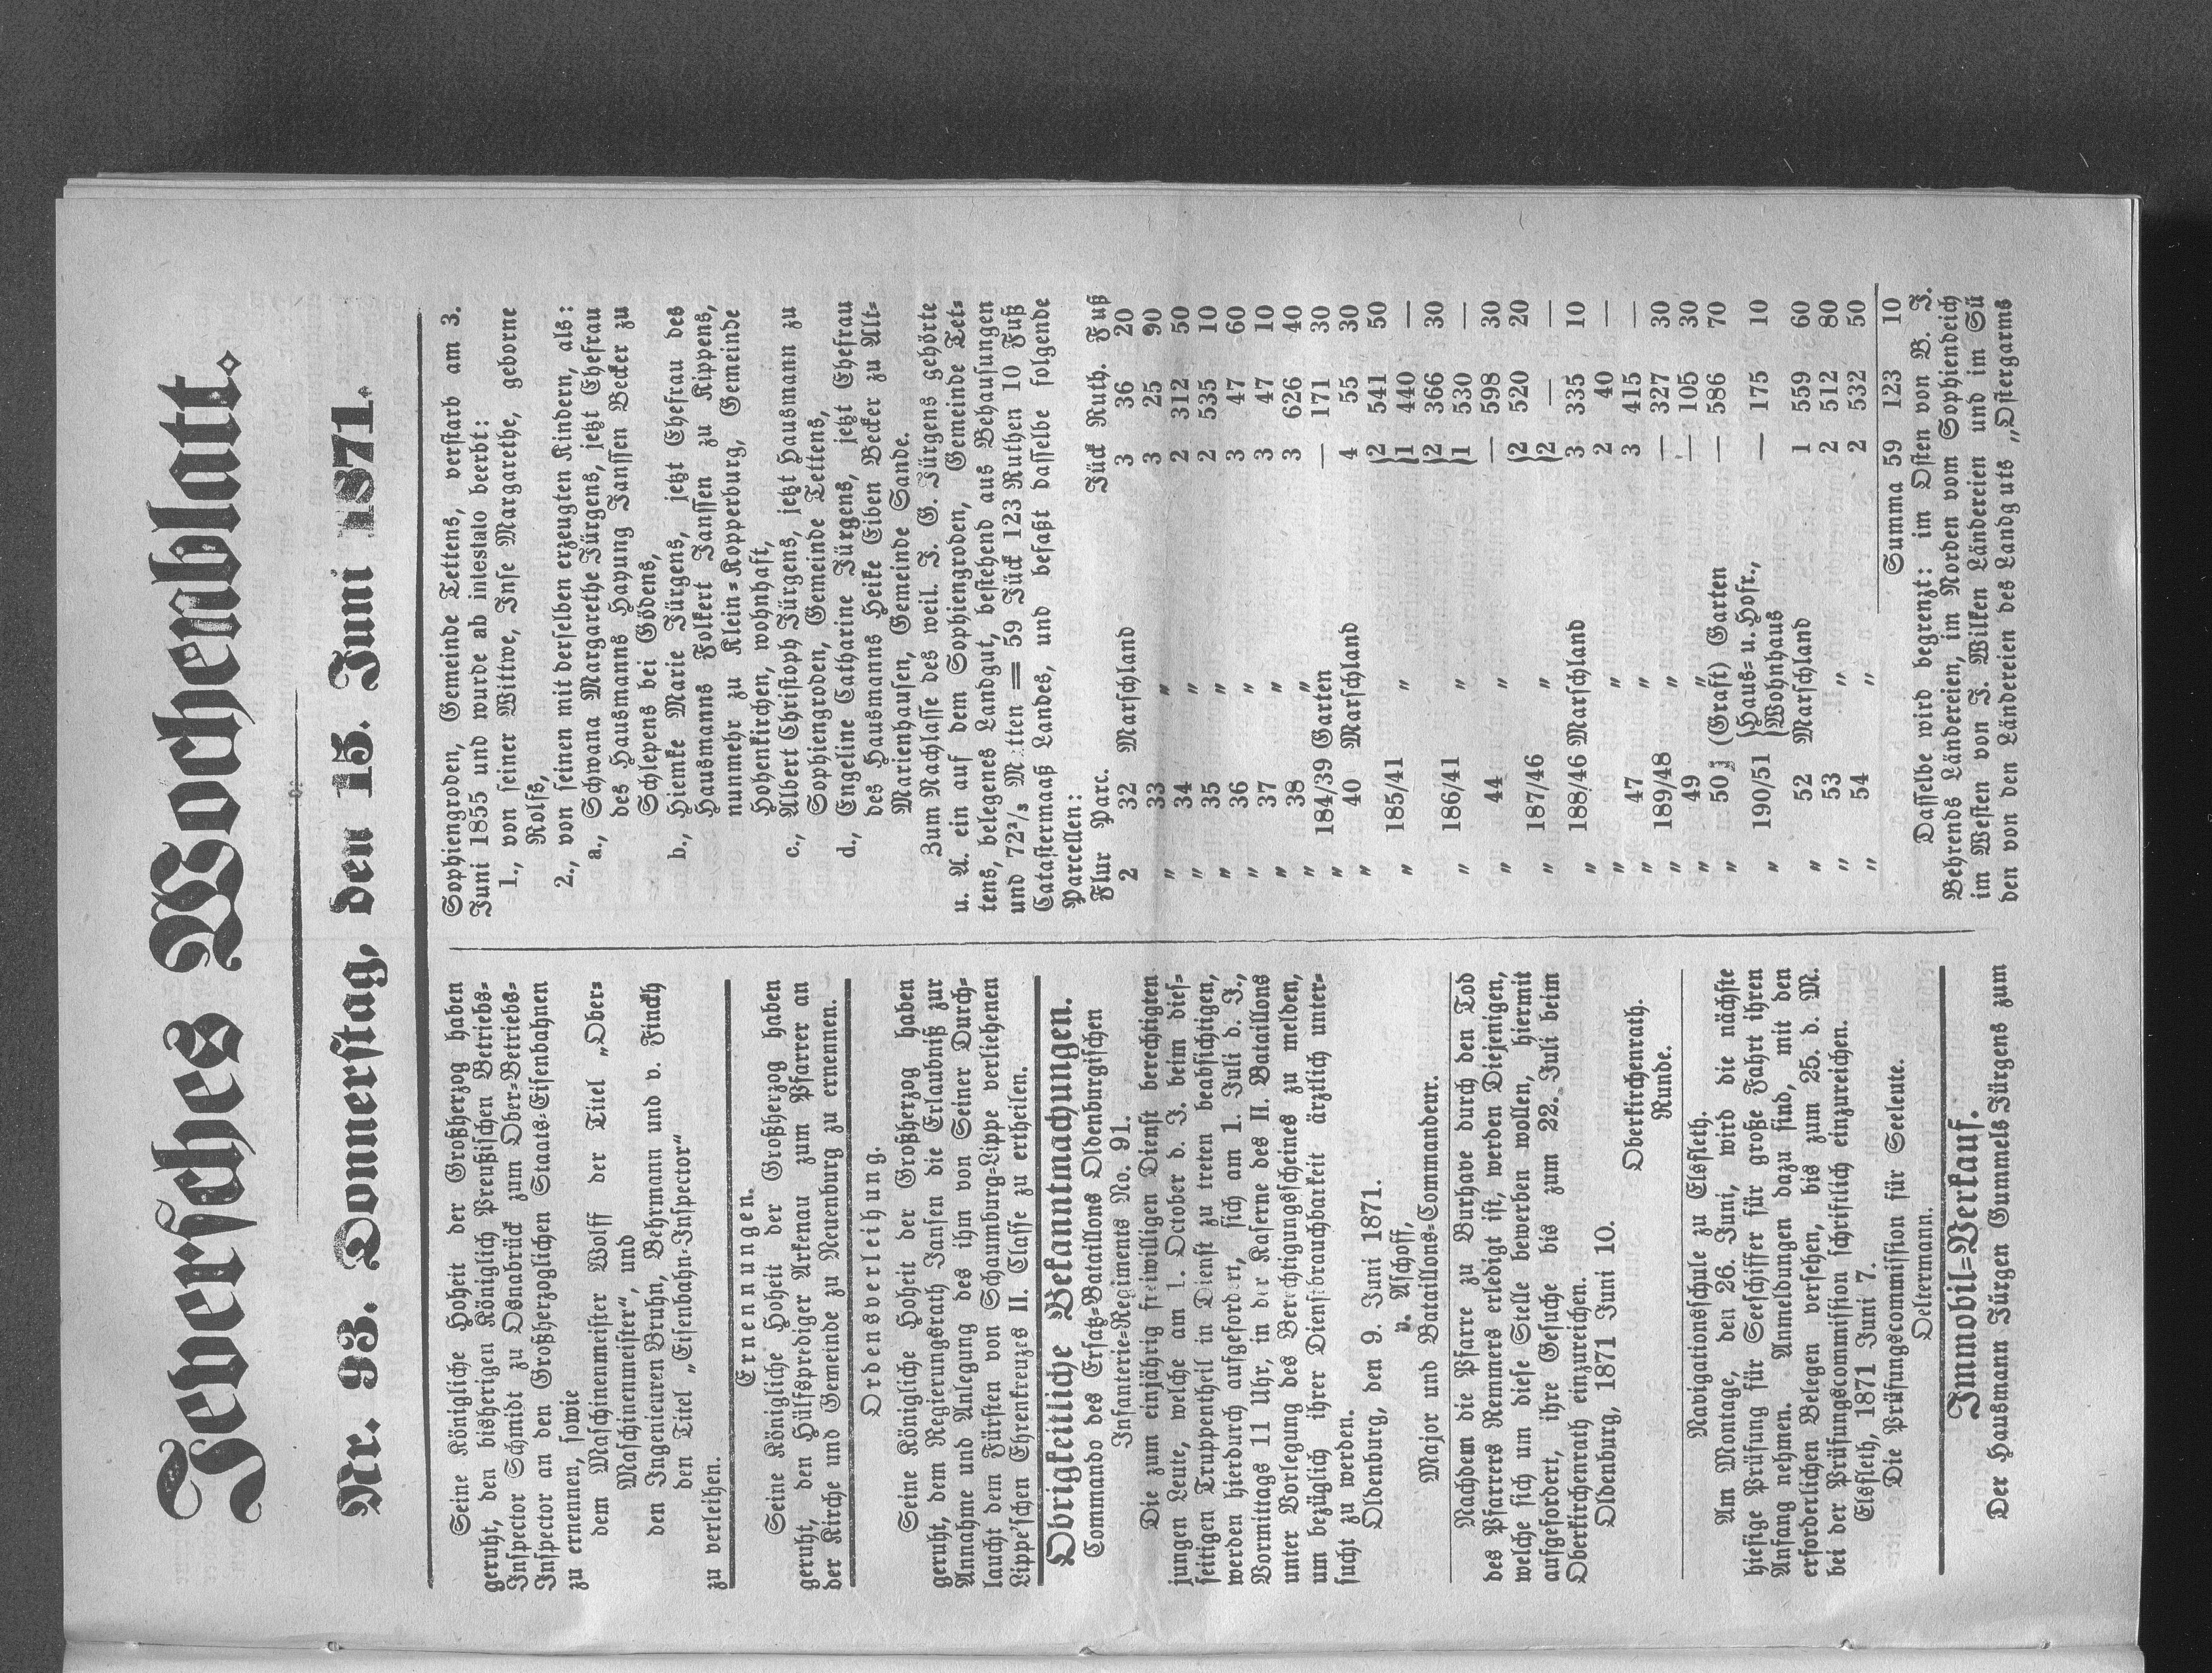 Jeversches Wochenblatt.
Nr. 93. Donnerstag, den 15. Juni 1871.
Seine Königliche Hoheit der Großherzog haben
geruht, den bisherigen Königlich Preußischen Betriebs-
Inspector Schmidt zu Osnabrück zum Ober-Betriebs-
Inspector an den Großherzoglichen Staats-Eisenbahnen
zu ernennen, sowie
dem Maschinenmeister Wolff der Titel „Ober-
Maschinenmeister“, und
den Ingenieuren Bruhn, Behrmann und v. Finckh
den Titel „Eisenbahn-Inspector“
zu verleihen.
Ernennungen.
Seine Königliche Hoheit der Großherzog haben
geruht, den Hülfsprediger Arkenau zum Pfarrer an
der Kirche und Gemeinde zu Neuenburg zu ernennen.
Ordensverleihung.
Seine Königliche Hoheit der Großherzog haben
geruht, dem Regierungsrath Jansen die Erlaubniß zur
Annahme und Anlegung des ihm von Seiner Durch-
laucht dem Fürsten von Schaumburg-Lippe verliehenen
Lippe'schen Ehrenkreuzes II. Classe zu ertheilen.
Obrigkeitliche Bekanntmachungen.
Commando des Ersatz-Bataillons Oldenburgischen
Infanterie-Regiments No. 91.
Die zum einjährig freiwilligen Dienst berechtigten
jungen Leute, welche am 1. October d. J. beim dies-
seitigen Truppentheil in Dienst zu treten beabsichtigen,
werden hierdurch aufgefordert, sich am 1. Juli d. J.,
Vormittags 11 Uhr, in der Kaserne des II. Bataillons
unter Vorlegung des Berechtigungsscheines zu melden,
um bezüglich ihrer Dienstbrauchbarkeit ärztlich unter-
sucht zu werden.
Oldenburg, den 9. Juni 1871.
v. Aschoff,
Major und Bataillons-Commandeur.
Nachdem die Pfarre zu Burhave durch den Tod
des Pfarrers Remmers erledigt ist, werden Diejenigen,
welche sich um diese Stelle bewerben wollen, hiermit
aufgefordert, ihre Gesuche bis zum 22. Juli beim
Oberkirchenrath einzureichen.
Oldenburg, 1871 Juni 10.
Oberkirchenrath.
Runde.
Navigationsschule zu Elsfleth.
Am Montage, den 26. Juni, wird die nächste
hiesige Prüfung für Seeschiffer für große Fahrt ihren
Anfang nehmen. Anmeldungen dazu sind, mit den
erforderlichen Belegen versehen, bis zum 25. d. M.
bei der Prüfungscommission schriftlich einzureichen.
Elsfleth, 1871 Juni 7.
Die Prüfungscommission für Seeleute.
Oeltermann.
Immobil-Verkauf.
Der Hausmann Jürgen Gummels Jürgens zum
Sophiengroden, Gemeinde Tettens, verstarb am 3.
Juni 1855 und wurde ab intestato beerbt:
1., von seiner Wittwe, Inse Margarethe, geborne
Rolfs,
2., von seinen mit derselben erzeugten Kindern, als:
a., Schwana Margarethe Jürgens, jetzt Ehefrau
des Hausmanns Hayung Janssen Becker zu
Schlepens bei Gödens,
b., Hiemke Marie Jürgens, jetzt Ehefrau des
Hausmanns Folkert Janssen zu Kippens,
nunmehr zu Klein-Kopperburg, Gemeinde
Hohenkirchen, wohnhaft,
c., Albert Christoph Jürgens, jetzt Hausmann zu
Sophiengroden, Gemeinde Tettens,
d., Engeline Catharine Jürgens, jetzt Ehefrau
des Hausmanns Heike Eiben Becker zu Alt-
Marienhausen, Gemeinde Sande.
Zum Nachlasse des weil. J. G. Jürgens gehörte
u. A. ein auf dem Sophiengroden, Gemeinde Tet-
tens, belegenes Landgut, bestehend aus Behausungen
und 72²/₃ Matten = 59 Jück 123 Ruthen 10 Fuß
Catastermaaß Landes, und befaßt dasselbe folgende
Parcellen:
Flur Parc. Jück Ruth. Fuß
2 32 Marschland 3 36 20
„ 33 „ 3 25 90
„ 34 „ 2 312 50
„ 35 „ 2 535 10
„ 36 „ 3 47 60
„ 37 „ 3 47 10
„ 38 „ 3 626 40
„ 184/39 Garten — 171 30
„ 40 Marschland 4 55 30
„ 185/41 „ {2 541 50
{1 440 —
„ 186/41 „ {2 366 30
{1 530 —
„ 44 „ — 598 30
„ 187/46 „ {2 520 20
{2 — —
„ 188/46 Marschland 3 335 10
„ 47 „ 2 40 —
„ 189/48 „ 3 415 —
„ 49 „ — 327 30
„ 50 } (Graft) Garten — 105 30
— 586 70
„ 190/51 {Haus- u. Hofr., — 175 10
{Wohnhaus
„ 52 Marschland 1 559 60
„ 53 „ 2 512 80
„ 54 „ 2 532 50
Summa 59 123 10
Dasselbe wird begrenzt: im Osten von B. J.
Behrends Ländereien, im Norden vom Sophiendeich
im Westen von J. Wilken Ländereien und im Sü
den von den Ländereien des Landguts „Ostergarms